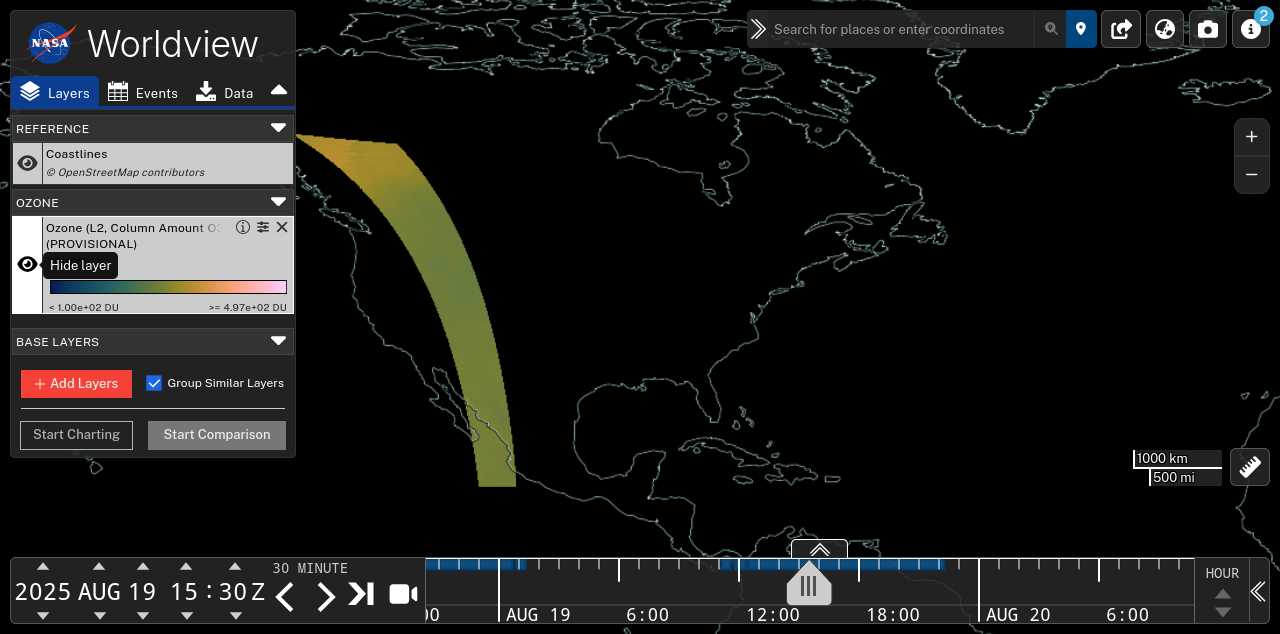 NASA Worldview
Search for places or enter coordinates
2
Layers Events Data
REFERENCE
Coastlines
© OpenStreetMap contributors
OZONE
Ozone (L2, Column Amount O3
(PROVISIONAL)
Hide layer
< 1.00e+02 DU >= 4.97e+02 DU
BASE LAYERS
+ Add Layers Group Similar Layers
Start Charting Start Comparison
+
−
1000 km
500 mi
30 MINUTE
2025 AUG 19 15 : 30 Z
00 AUG 19 6:00 12:00 18:00 AUG 20 6:00
HOUR